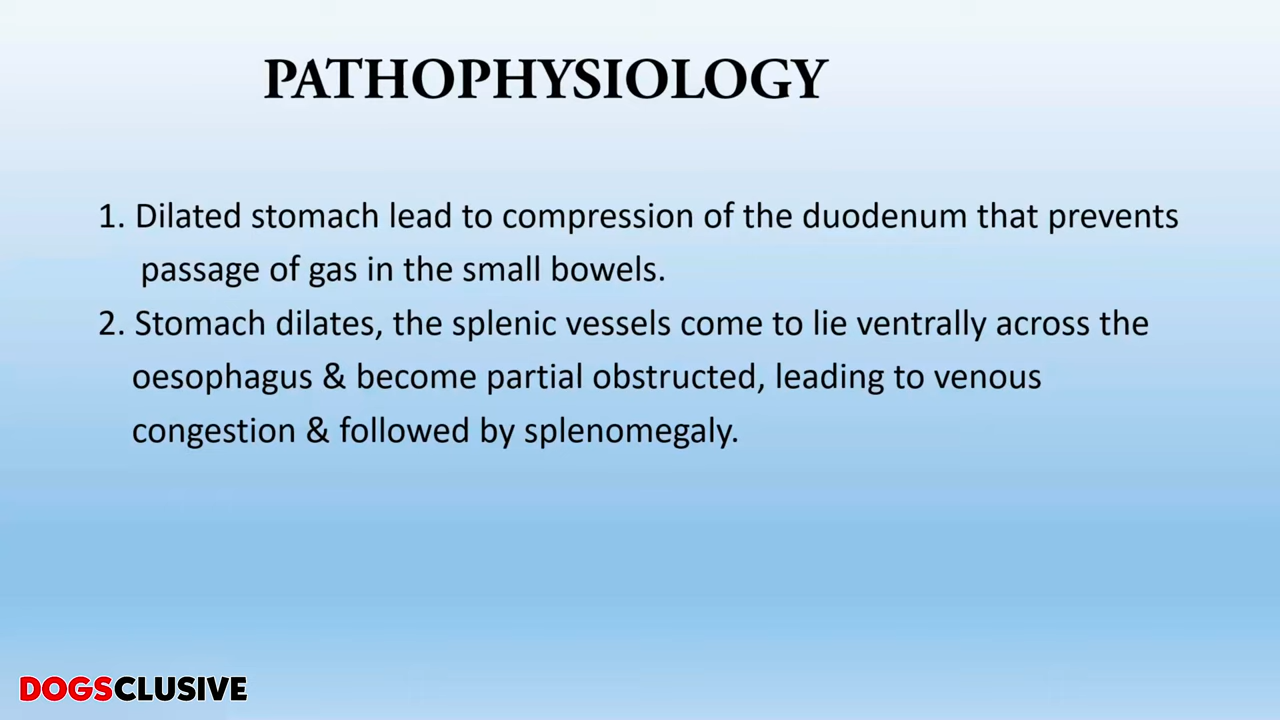 PATHOPHYSIOLOGY
1. Dilated stomach lead to compression of the duodenum that prevents
passage of gas in the small bowels.
2. Stomach dilates, the splenic vessels come to lie ventrally across the
oesophagus & become partial obstructed, leading to venous
congestion & followed by splenomegaly.
DOGSCLUSIVE